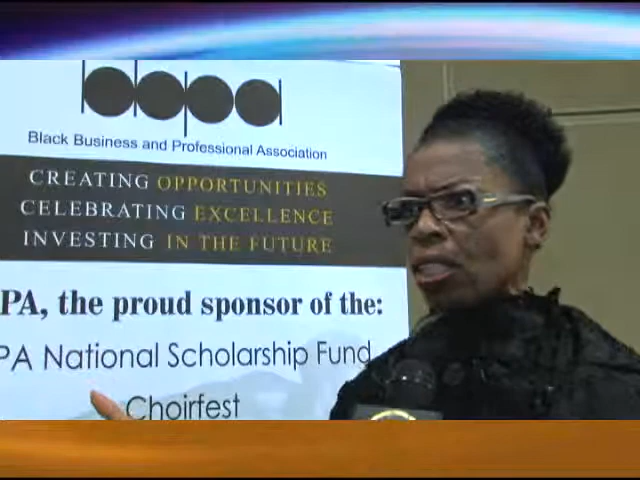 bbpa
Black Business and Professional Association
CREATING OPPORTUNITIES
CELEBRATING EXCELLENCE
INVESTING IN THE FUTURE
PA, the proud sponsor of the:
PA National Scholarship Fund
Choirfest